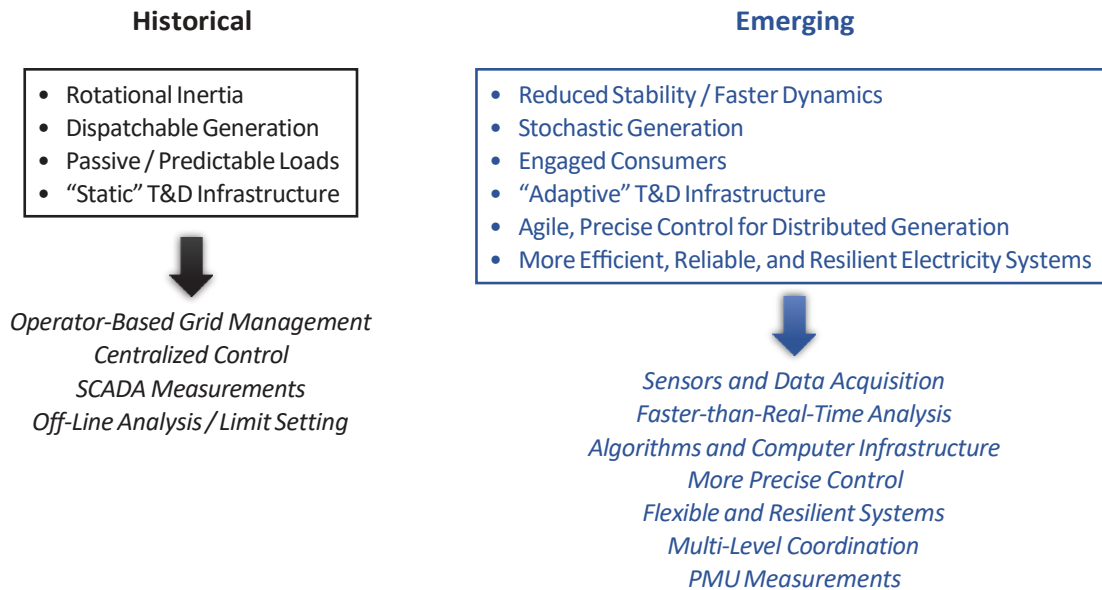 Historical
• Rotational Inertia
• Dispatchable Generation
• Passive / Predictable Loads
• “Static” T&D Infrastructure
Operator-Based Grid Management
Centralized Control
SCADA Measurements
Off-Line Analysis / Limit Setting
Emerging
• Reduced Stability / Faster Dynamics
• Stochastic Generation
• Engaged Consumers
• “Adaptive” T&D Infrastructure
• Agile, Precise Control for Distributed Generation
• More Efficient, Reliable, and Resilient Electricity Systems
Sensors and Data Acquisition
Faster-than-Real-Time Analysis
Algorithms and Computer Infrastructure
More Precise Control
Flexible and Resilient Systems
Multi-Level Coordination
PMU Measurements